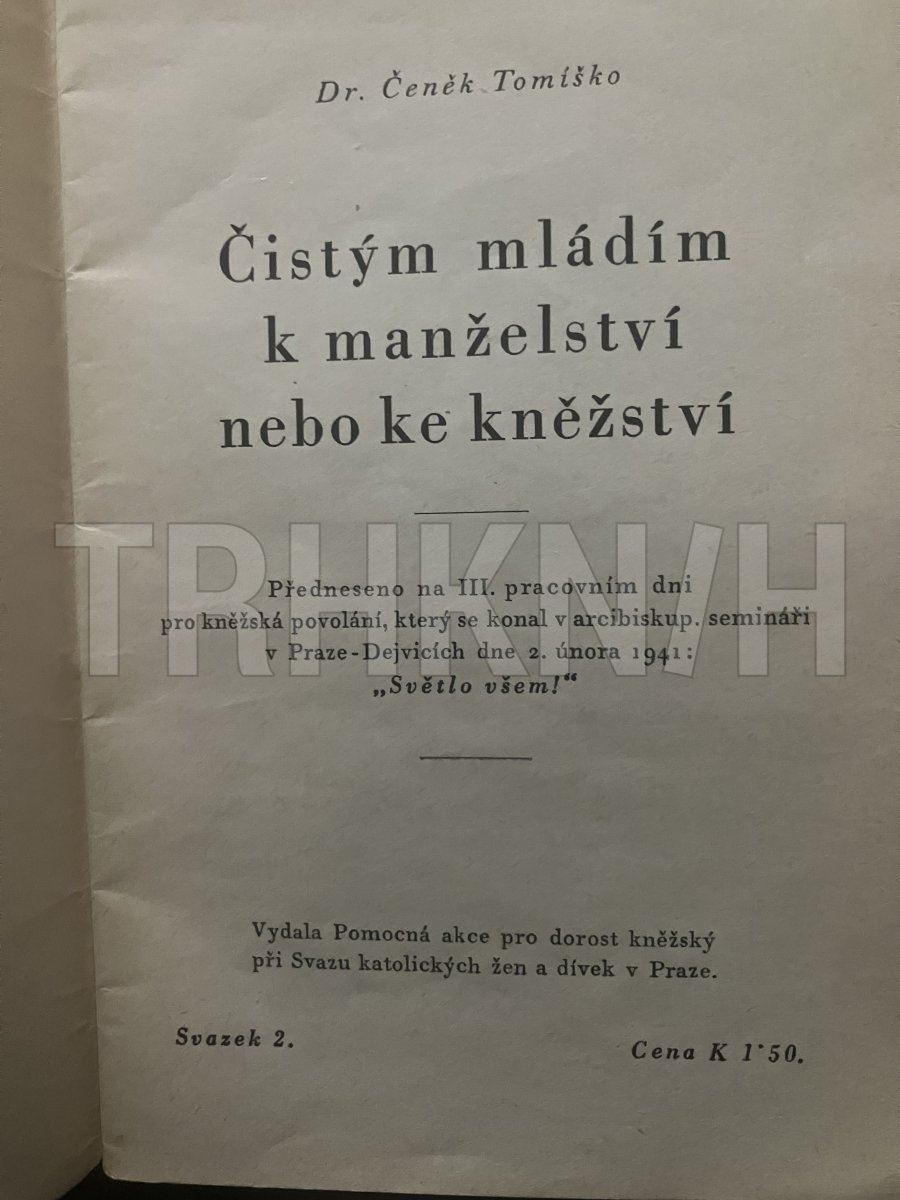 Dr. Čeněk Tomíško
Čistým mládím
k manželství
nebo ke kněžství
TRHKN/H
Předneseno na III. pracovním dni
pro kněžská povolání, který se konal v arcibiskup. semináři
v Praze-Dejvicích dne 2. února 1941:
„Světlo všem!“
Vydala Pomocná akce pro dorost kněžský
při Svazu katolických žen a dívek v Praze.
Svazek 2.
Cena K 1·50.